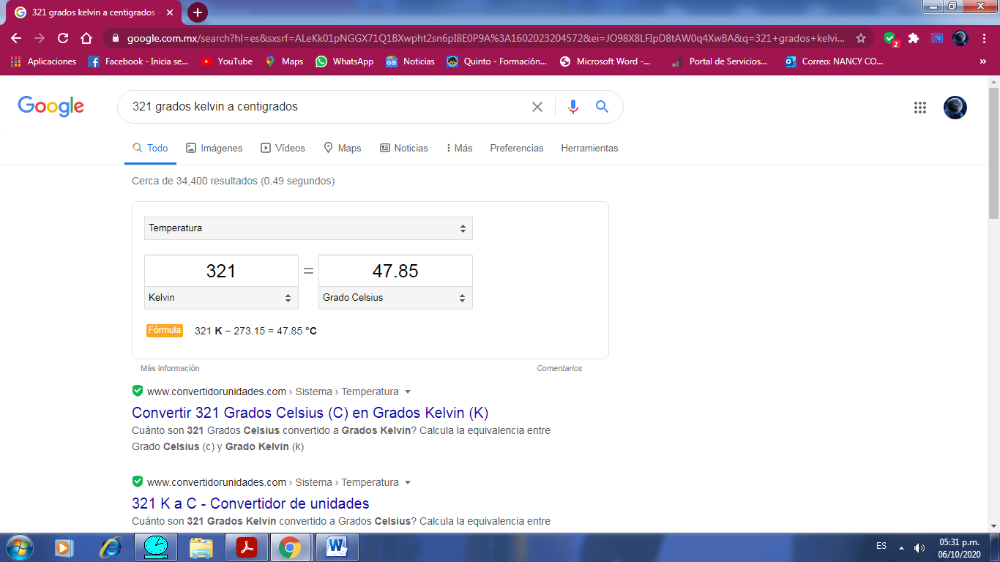 321 grados kelvin a centigrados
google.com.mx/search?hl=es&sxsrf=ALeKk01pNGGX71Q1BXwpht2sn6pI8E0P9A%3A1602023204572&ei=JO98X8LFIpD8tAW0q4XwBA&q=321+grados+kelvi...
2
Aplicaciones Facebook - Inicia se... YouTube Maps WhatsApp Noticias Quinto - Formación... Microsoft Word -... Portal de Servicios... Correo: NANCY CO... »
Google 321 grados kelvin a centigrados
Todo Imágenes Vídeos Maps Noticias Más Preferencias Herramientas
Cerca de 34,400 resultados (0.49 segundos)
Temperatura
321 = 47.85
Kelvin Grado Celsius
Fórmula 321 K − 273.15 = 47.85 °C
Más información Comentarios
www.convertidorunidades.com › Sistema › Temperatura
Convertir 321 Grados Celsius (C) en Grados Kelvin (K)
Cuánto son 321 Grados Celsius convertido a Grados Kelvin? Calcula la equivalencia entre
Grado Celsius (c) y Grado Kelvin (k)
www.convertidorunidades.com › Sistema › Temperatura
321 K a C - Convertidor de unidades
Cuánto son 321 Grados Kelvin convertido a Grados Celsius? Calcula la equivalencia entre
ES 05:31 p.m.
06/10/2020